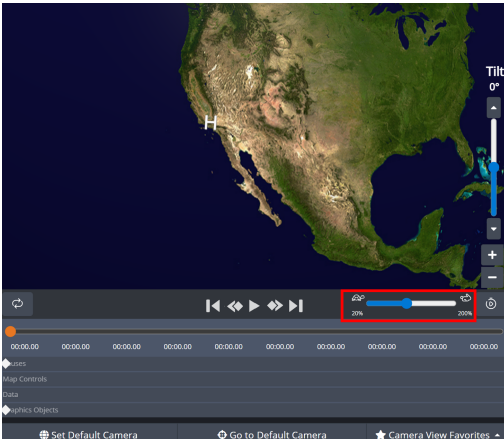 Tilt
0°
H
20%
200%
00:00.00 00:00.00 00:00.00 00:00.00 00:00.00 00:00.00 00:00.00 00:00.00 00:00.00 00:00.00
uses
Map Controls
Data
aphics Objects
Set Default Camera Go to Default Camera Camera View Favorites